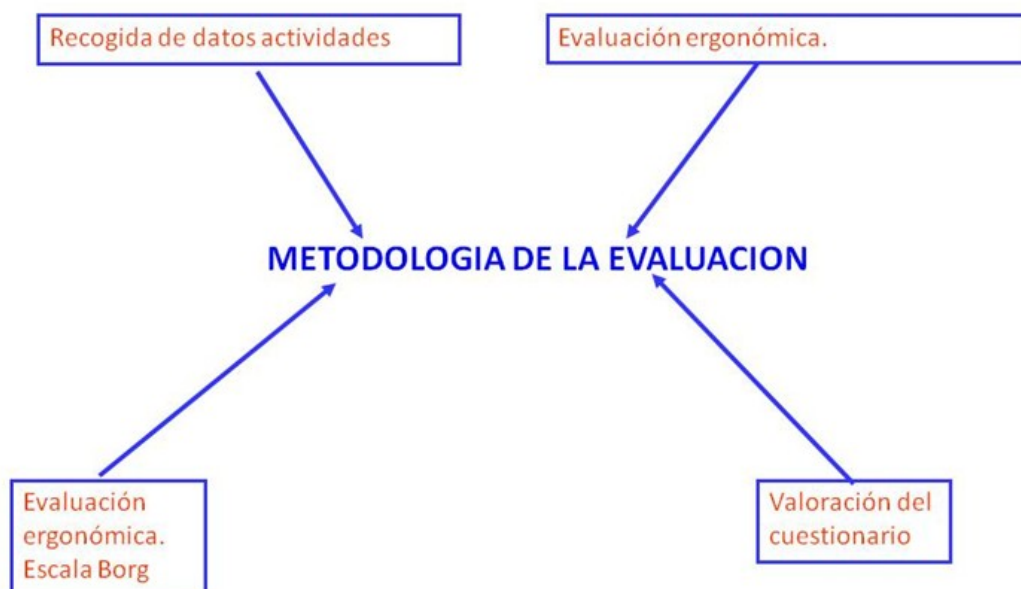 Recogida de datos actividades
Evaluación ergonómica.
METODOLOGIA DE LA EVALUACION
Evaluación
ergonómica.
Escala Borg
Valoración del
cuestionario